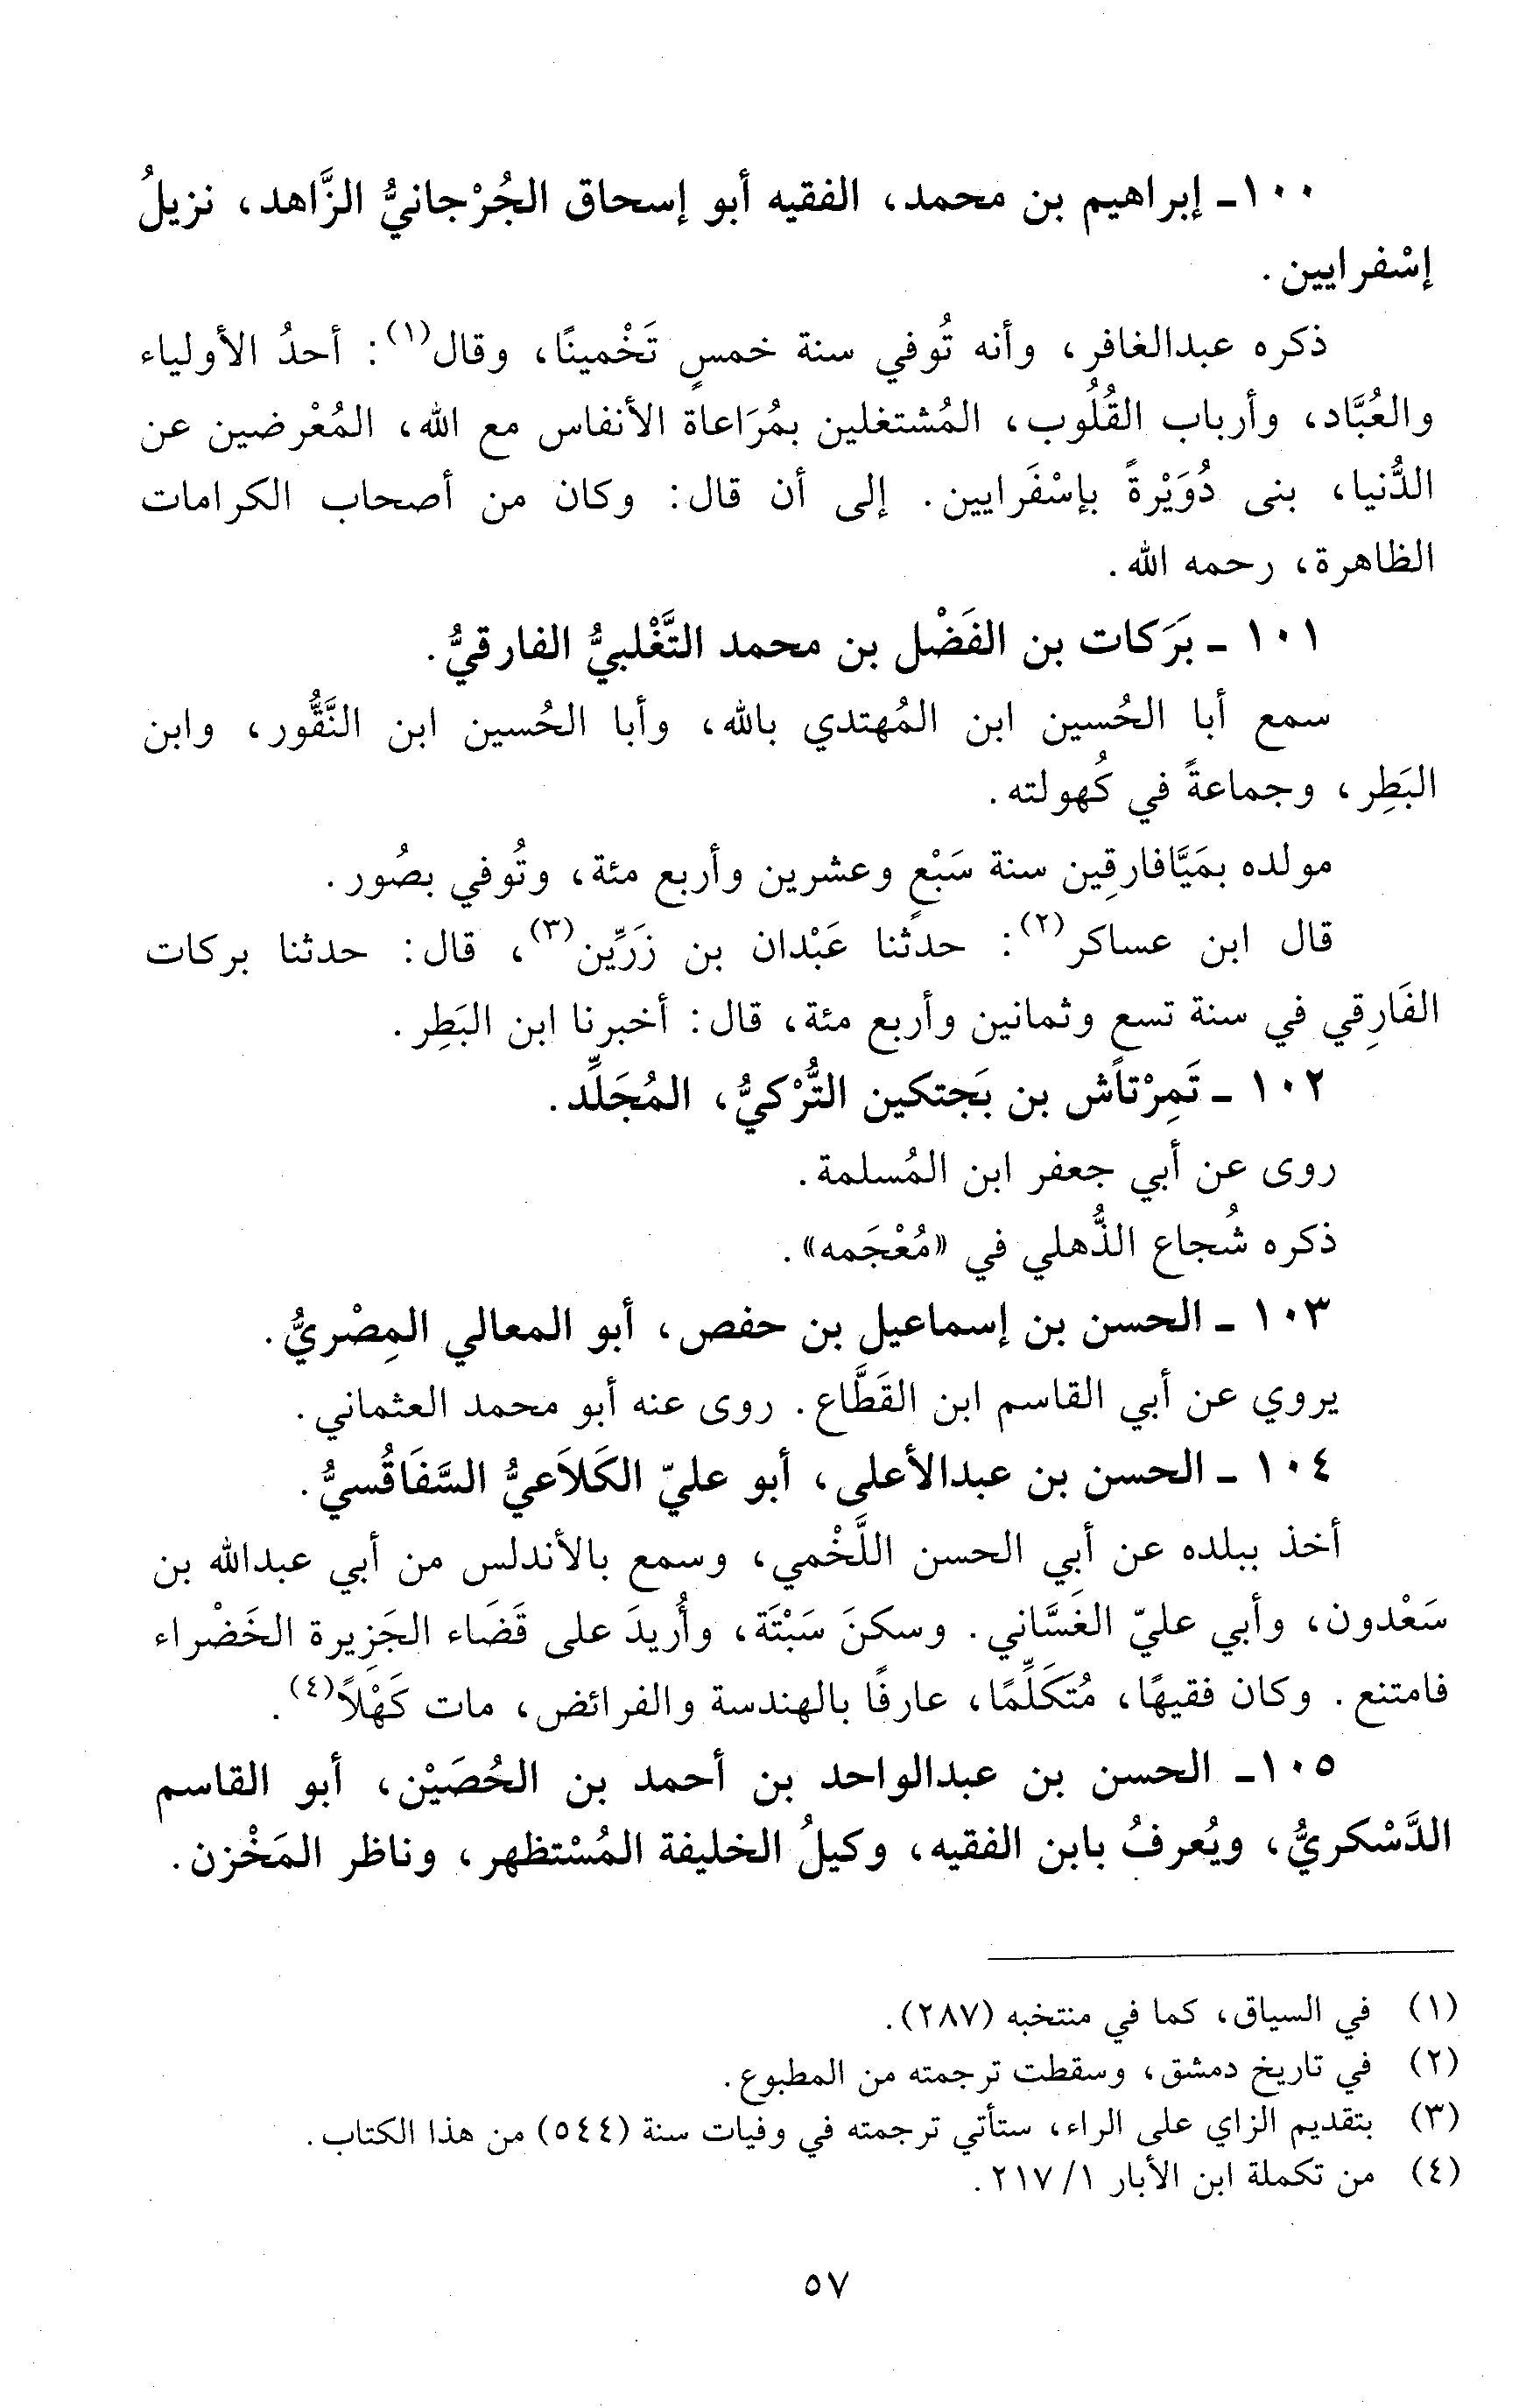 ١٠٠ـ إبراهيم بن محمد، الفقيه أبو إسحاق الجُرْجانيُّ الزَّاهد، نزيلُ
إسْفرايين.
ذكره عبدالغافر، وأنه تُوفي سنة خمسٍ تَخْمينًا، وقال(١): أحدُ الأولياء
والعُبَّاد، وأرباب القُلُوب، المُشتغلين بمُرَاعاة الأنفاس مع الله، المُعْرضين عن
الدُّنيا، بنى دُوَيْرةً بإسْفَرايين. إلى أن قال: وكان من أصحاب الكرامات
الظاهرة، رحمه الله.
١٠١ ـ بَرَكات بن الفَضْل بن محمد التَّغْلبيُّ الفارقيُّ.
سمع أبا الحُسين ابن المُهتدي بالله، وأبا الحُسين ابن النَّقُّور، وابن
البَطِر، وجماعةً في كُهولته.
مولده بمَيَّافارقِين سنة سَبْعٍ وعشرين وأربع مئة، وتُوفي بصُور.
قال ابن عساكر(٢): حدثنا عَبْدان بن زَرِّين(٣)، قال: حدثنا بركات
الفَارِقي في سنة تسع وثمانين وأربع مئة، قال: أخبرنا ابن البَطِر.
١٠٢ ـ تَمِرْتاش بن بَجتكين التُّرْكيُّ، المُجَلِّد.
روى عن أبي جعفر ابن المُسلمة.
ذكره شُجاع الذُّهلي في «مُعْجَمه».
١٠٣ ـ الحسن بن إسماعيل بن حفص، أبو المعالي المِصْريُّ.
يروي عن أبي القاسم ابن القَطَّاع. روى عنه أبو محمد العثماني.
١٠٤ ـ الحسن بن عبدالأعلى، أبو عليّ الكَلاَعيُّ السَّفَاقُسيُّ.
أخذ ببلده عن أبي الحسن اللَّخْمي، وسمع بالأندلس من أبي عبدالله بن
سَعْدون، وأبي عليّ الغَسَّاني. وسكنَ سَبْتَة، وأُريدَ على قَضَاء الجَزِيرة الخَضْراء
فامتنع. وكان فقيهًا، مُتَكَلِّمًا، عارفًا بالهندسة والفرائض، مات كَهْلاً(٤).
١٠٥ـ الحسن بن عبدالواحد بن أحمد بن الحُصَيْن، أبو القاسم
الدَّسْكريُّ، ويُعرفُ بابن الفقيه، وكيلُ الخليفة المُسْتظهر، وناظر المَخْزن.
(١) في السياق، كما في منتخبه (٢٨٧).
(٢) في تاريخ دمشق، وسقطت ترجمته من المطبوع.
(٣) بتقديم الزاي على الراء، ستأتي ترجمته في وفيات سنة (٥٤٤) من هذا الكتاب.
(٤) من تكملة ابن الأبار ١/ ٢١٧.
٥٧